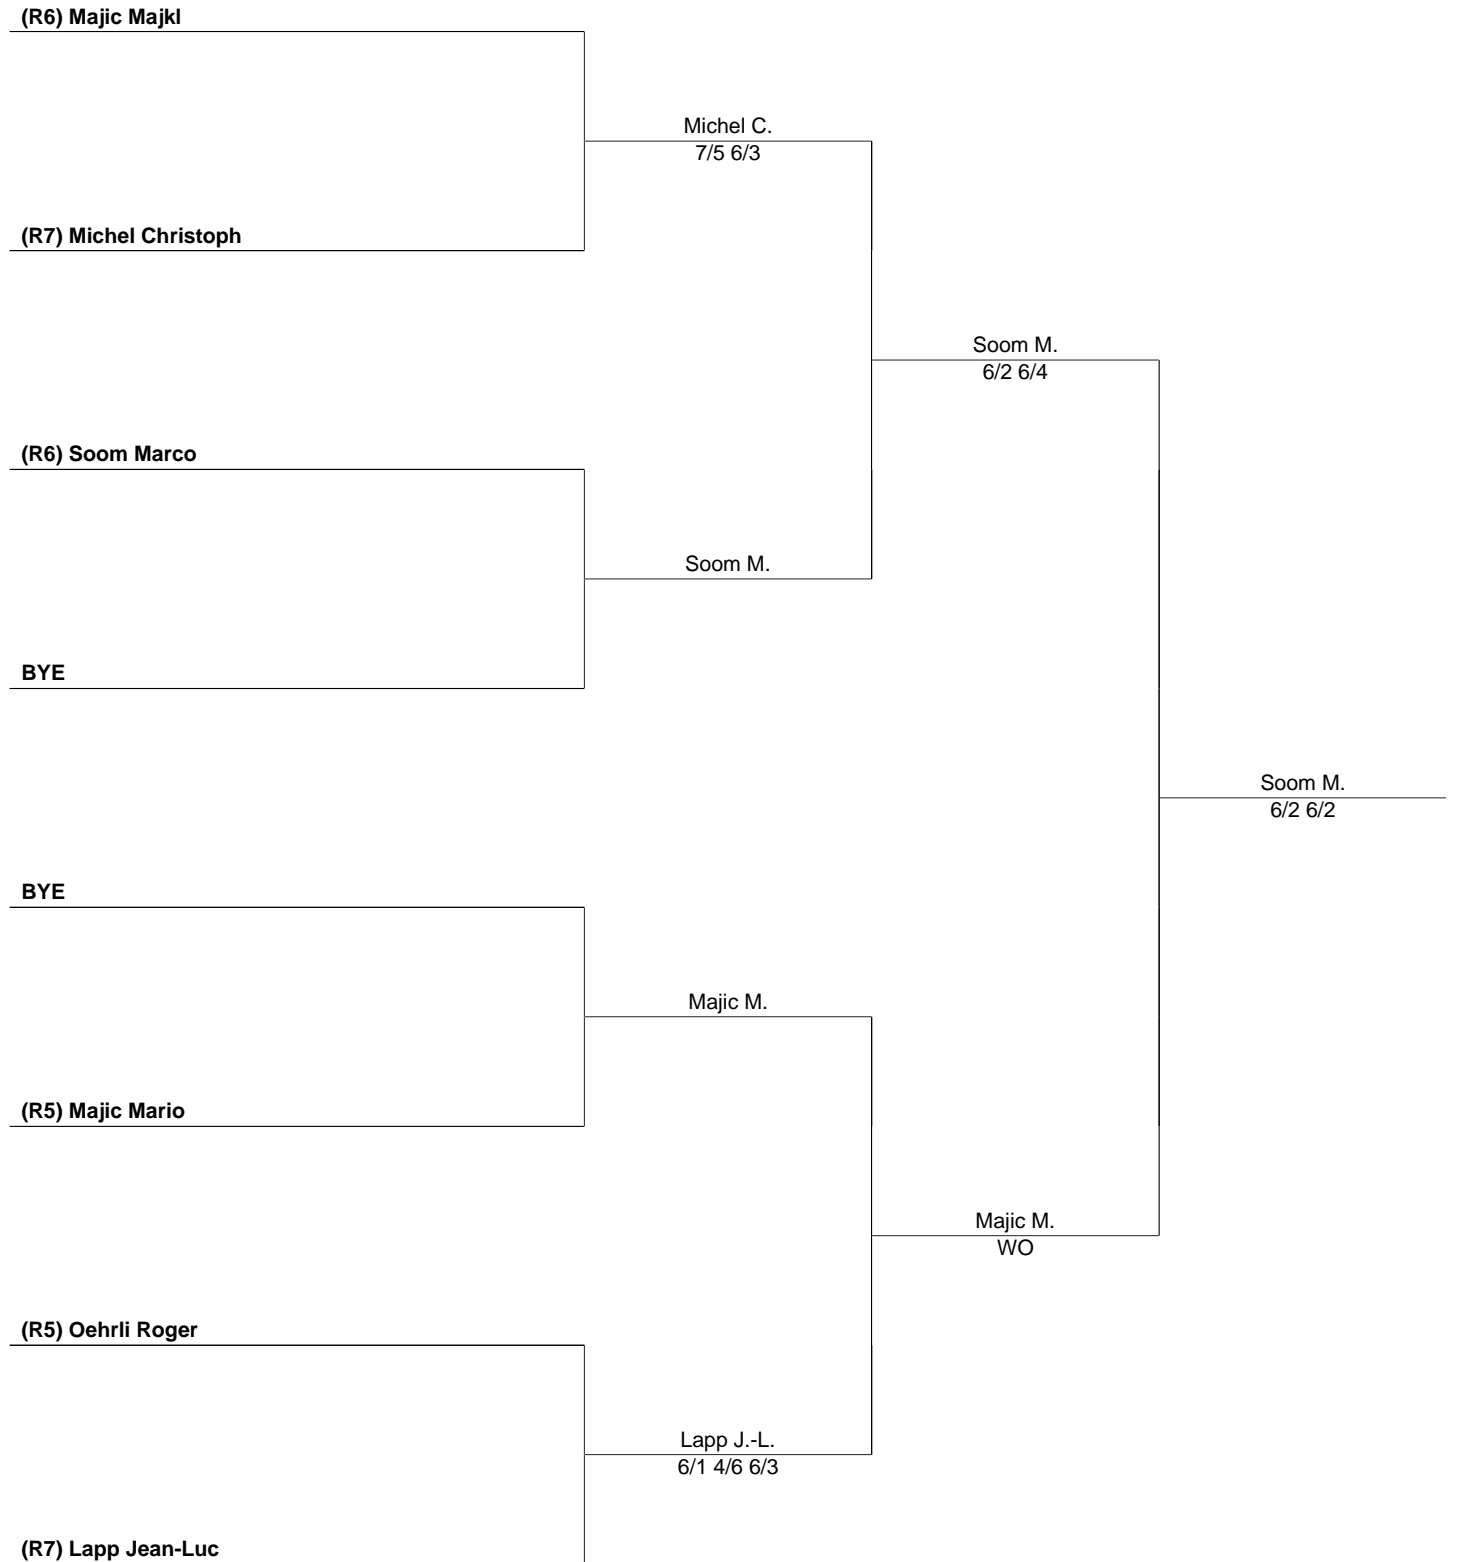 (R6) Majic Majkl
Michel C.
7/5 6/3
(R7) Michel Christoph
Soom M.
6/2 6/4
(R6) Soom Marco
Soom M.
BYE
Soom M.
6/2 6/2
BYE
Majic M.
(R5) Majic Mario
Majic M.
WO
(R5) Oehrli Roger
Lapp J.-L.
6/1 4/6 6/3
(R7) Lapp Jean-Luc